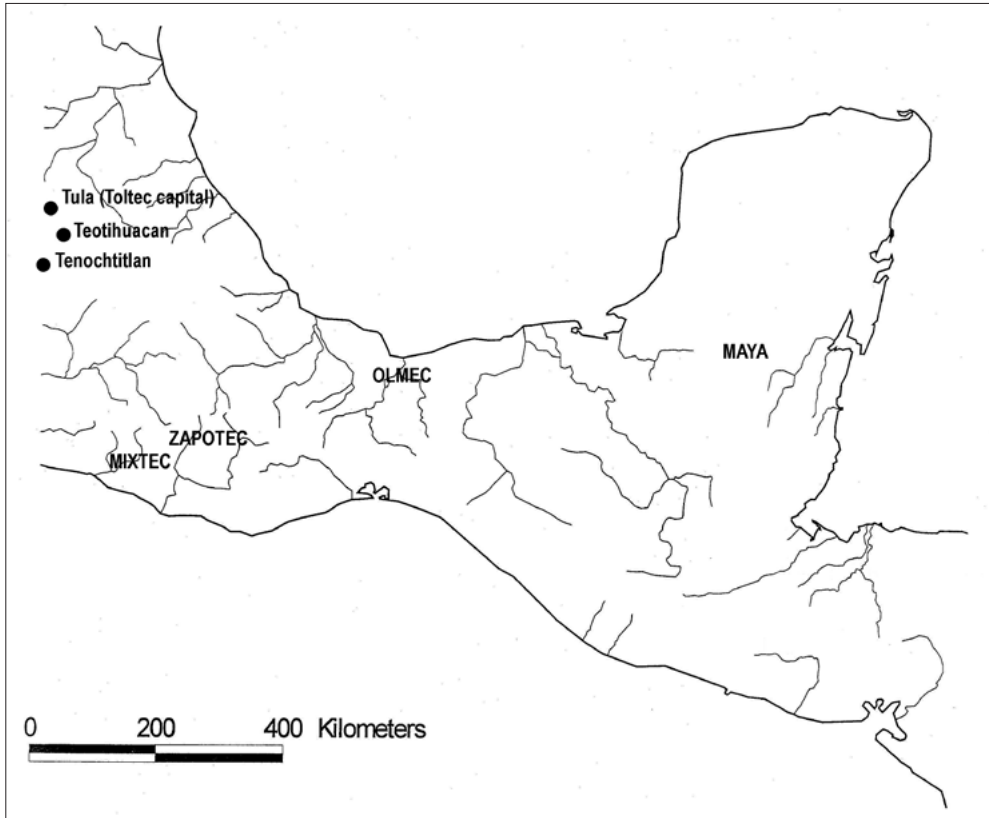 Tula (Toltec capital)
Teotihuacan
Tenochtitlan
MAYA
OLMEC
ZAPOTEC
MIXTEC
0 200 400 Kilometers